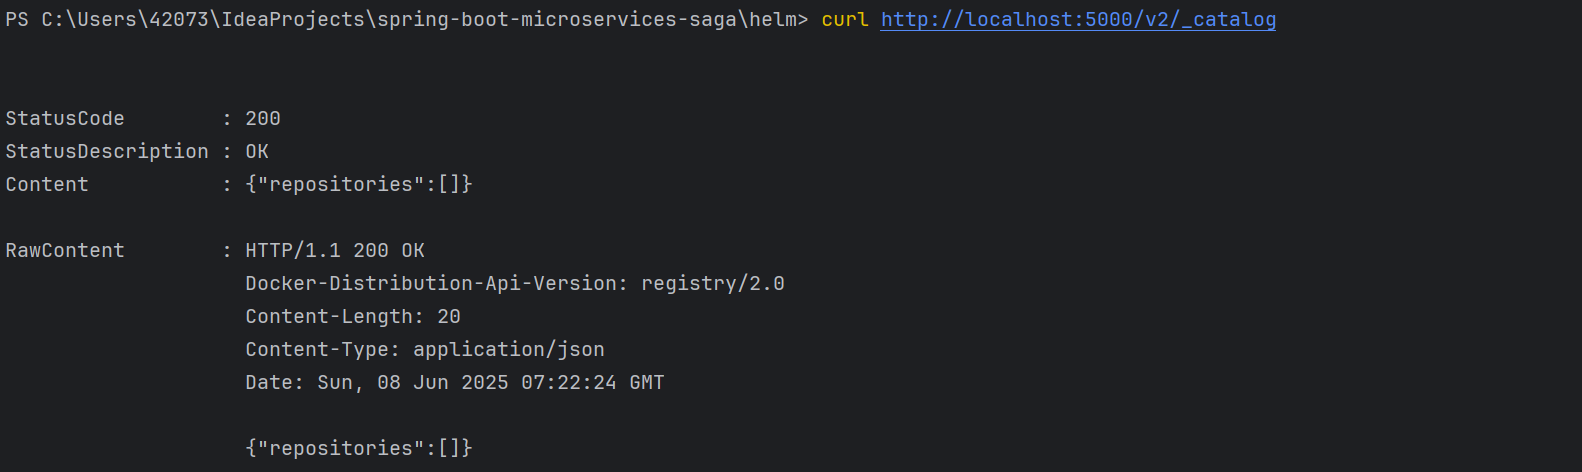 PS C:\Users\42073\IdeaProjects\spring-boot-microservices-saga\helm> curl http://localhost:5000/v2/_catalog
StatusCode        : 200
StatusDescription : OK
Content           : {"repositories":[]}
RawContent        : HTTP/1.1 200 OK
                    Docker-Distribution-Api-Version: registry/2.0
                    Content-Length: 20
                    Content-Type: application/json
                    Date: Sun, 08 Jun 2025 07:22:24 GMT
                    {"repositories":[]}